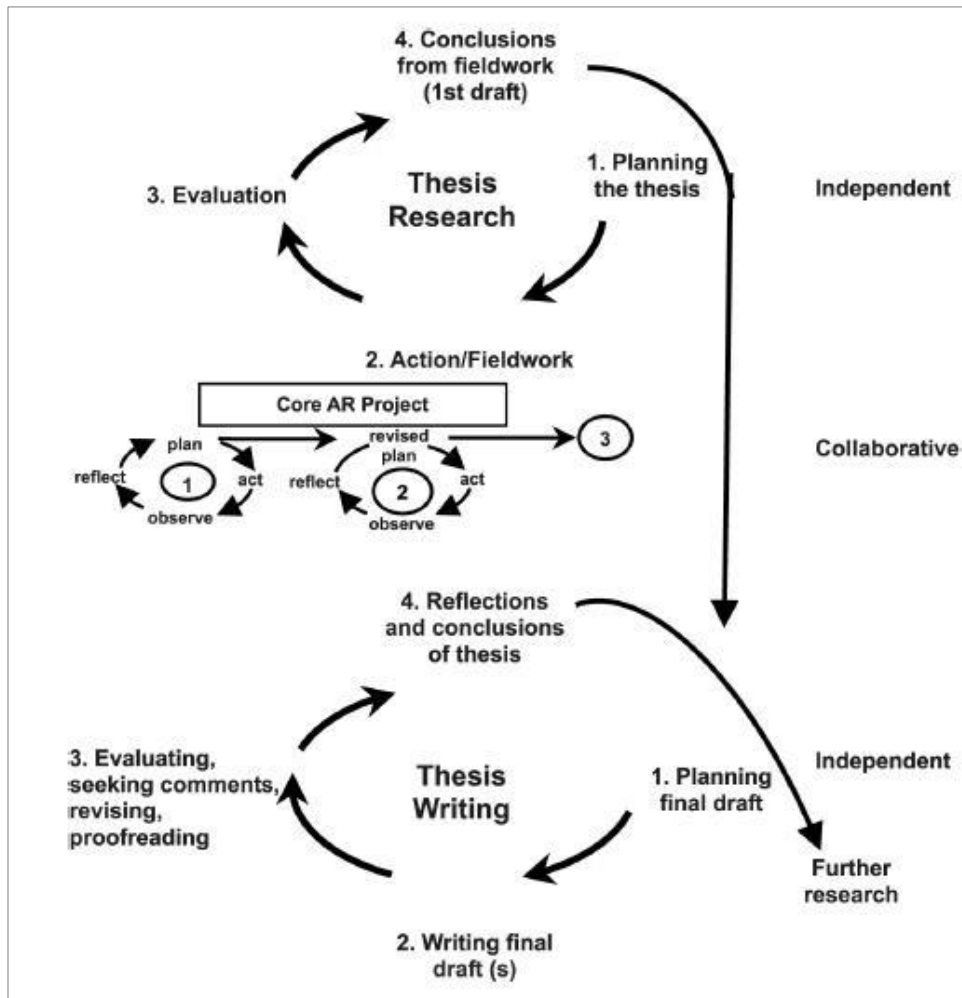 4. Conclusions
from fieldwork
(1st draft)
1. Planning
the thesis
Independent
3. Evaluation
Thesis
Research
2. Action/Fieldwork
Core AR Project
plan
reflect
1
act
observe
revised
plan
reflect
2
act
observe
3
Collaborative
4. Reflections
and conclusions
of thesis
3. Evaluating,
seeking comments,
revising,
proofreading
Thesis
Writing
1. Planning
final draft
Independent
Further
research
2. Writing final
draft (s)